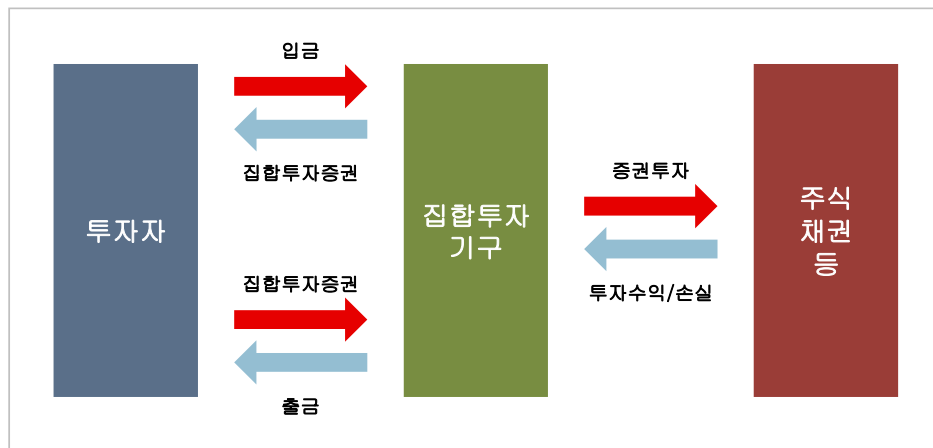 입금
집합투자증권
투자자
집합투자증권
출금
집합투자
기구
증권투자
투자수익/손실
주식
채권
등